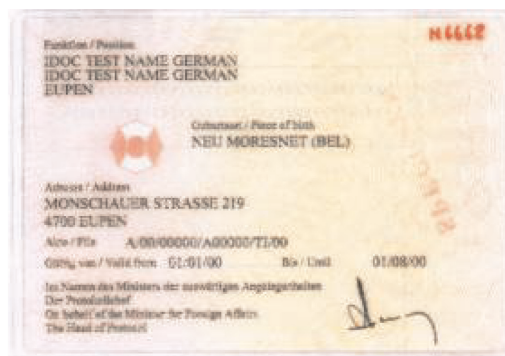 N6668
Funktion / Position
IDOC TEST NAME GERMAN
IDOC TEST NAME GERMAN
EUPEN
Geburtsort / Place of birth
NEU MORESNET (BEL)
Adresse / Address
MONSCHAUER STRASSE 219
4700 EUPEN
Akte / File A/00/00000/A00000/TI/00
Gültig von / Valid from 01/01/00 Bis / Until 01/08/00
Im Namen des Ministers der auswärtigen Angelegenheiten
Der Protokollchef
On behalf of the Minister for Foreign Affairs
The Head of Protocol